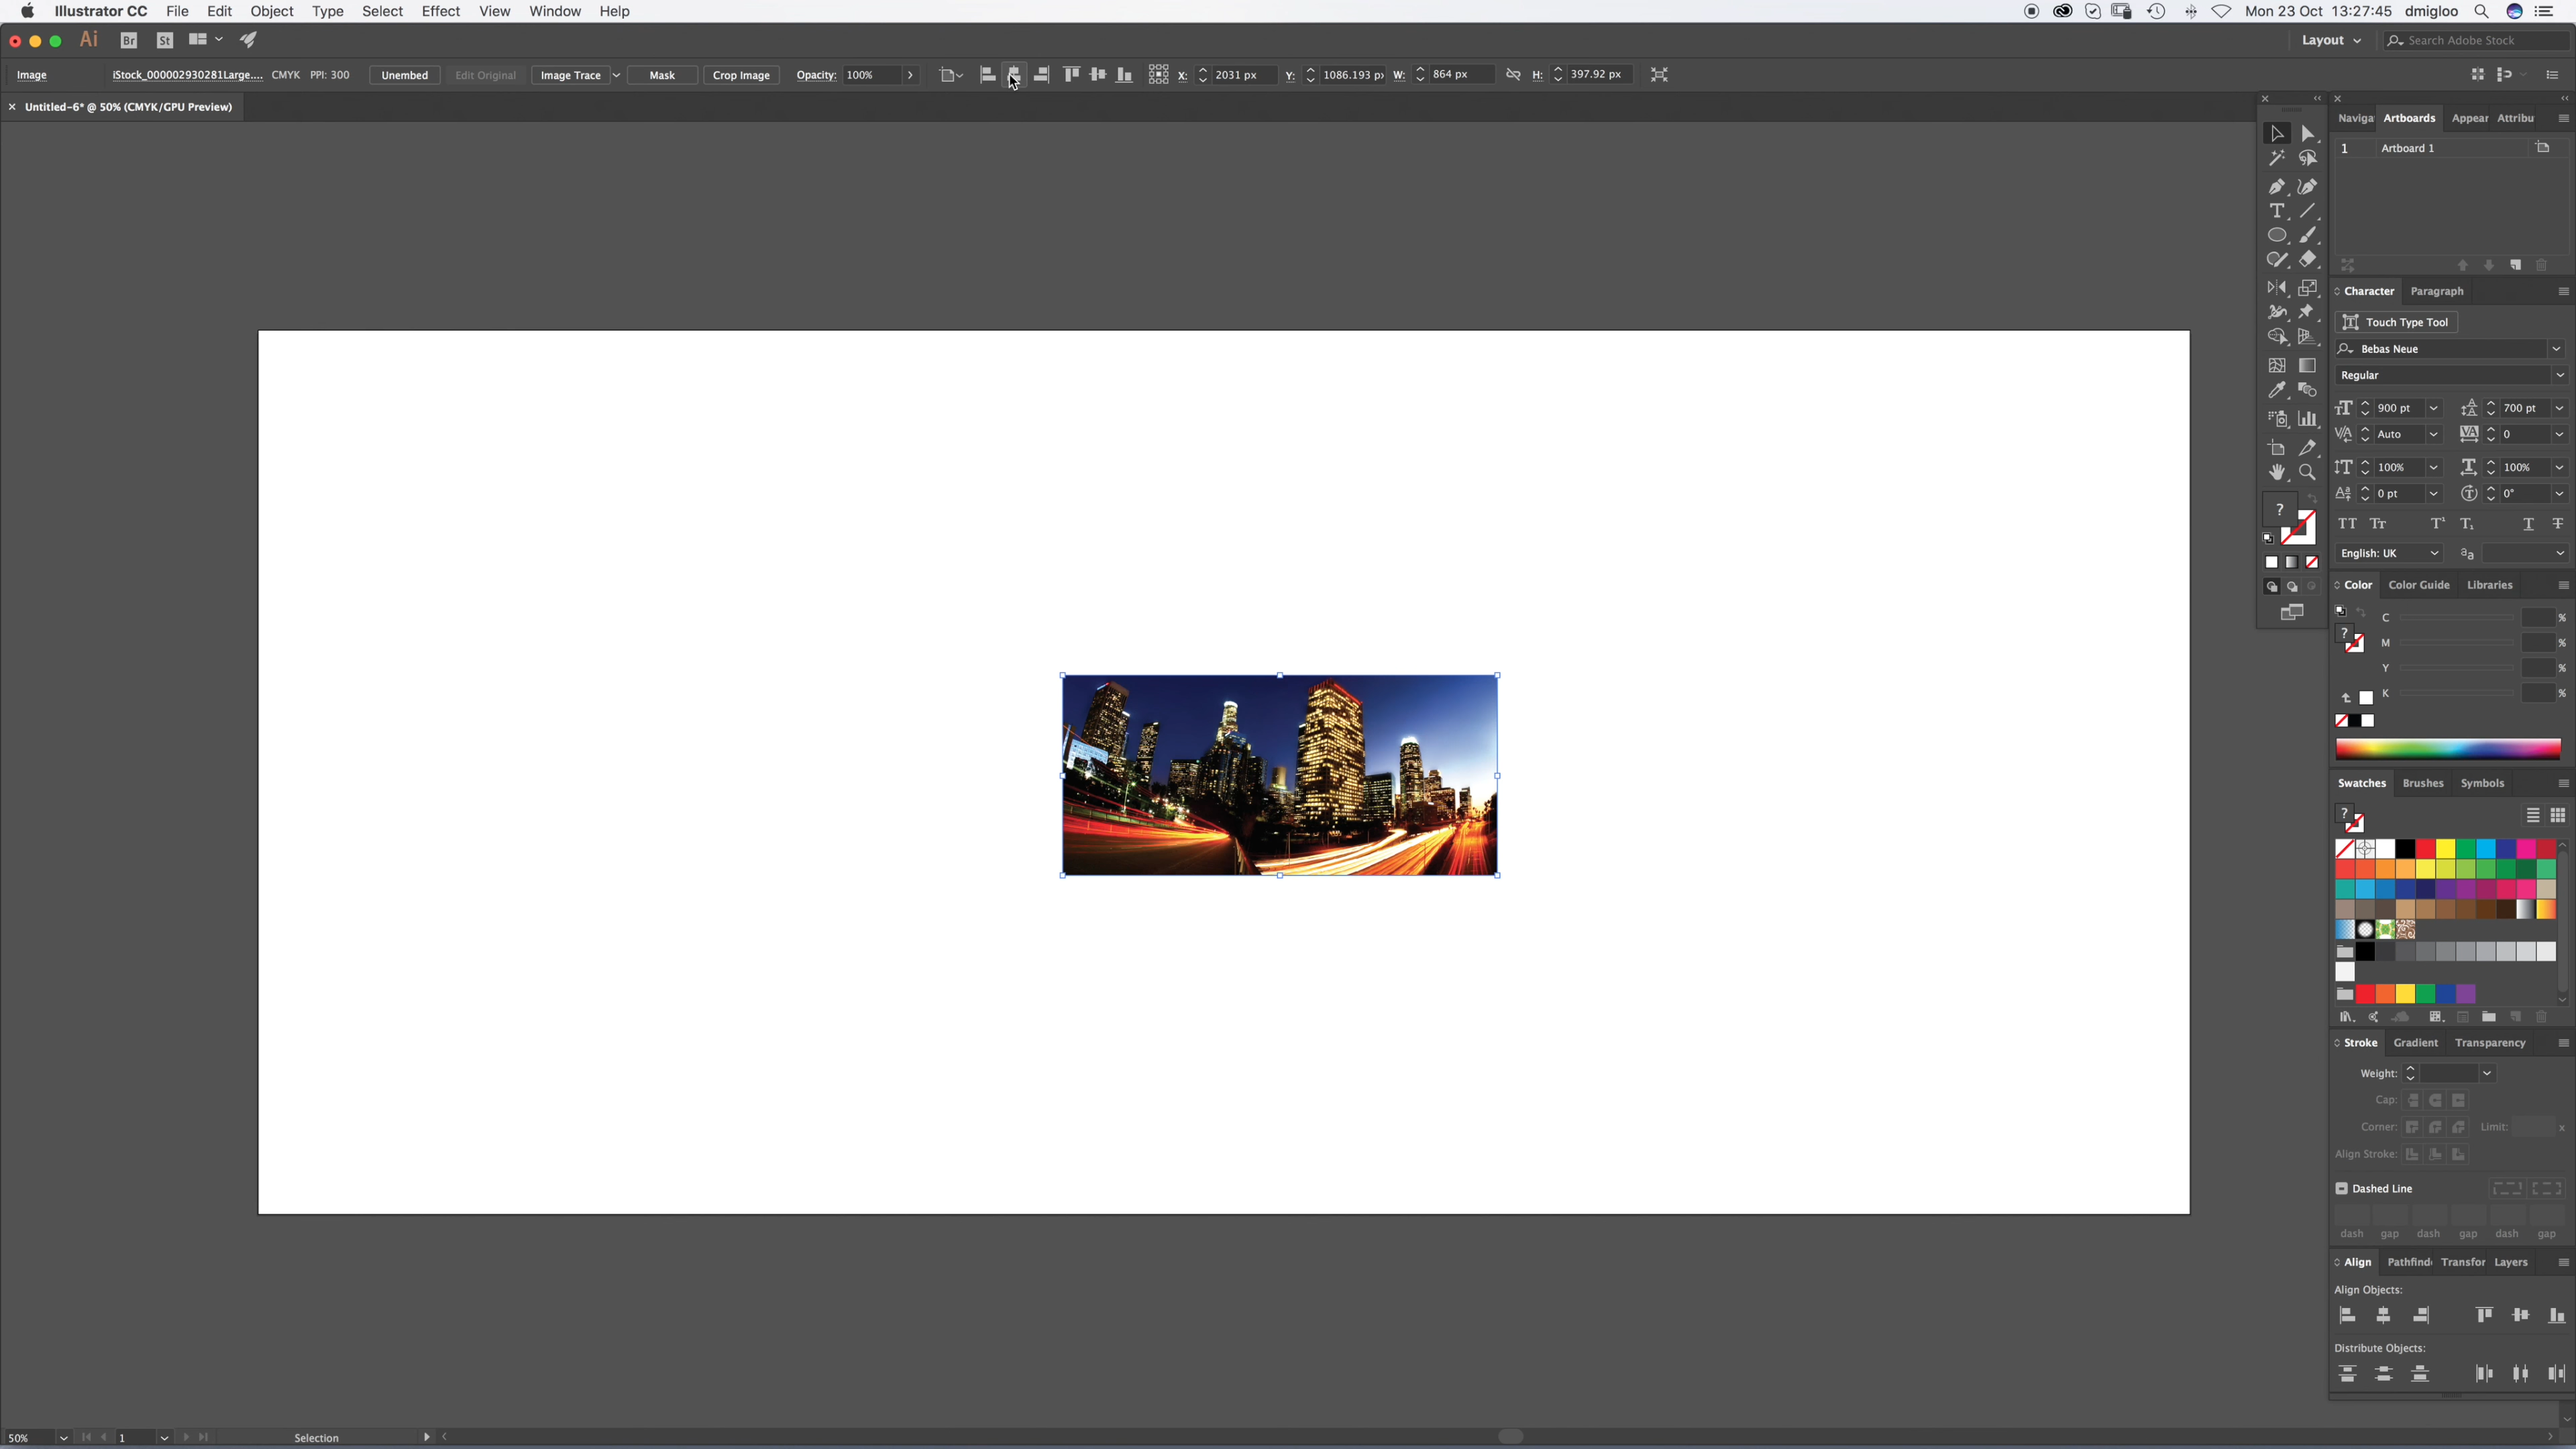 Illustrator CC File Edit Object Type Select Effect View Window Help Mon 23 Oct 13:27:45 dmigloo
Ai Br St Layout Search Adobe Stock
Image iStock_000002930281Large.... CMYK PPI: 300 Unembed Edit Original Image Trace Mask Crop Image Opacity: 100% X: 2031 px Y: 1086.193 p W: 864 px H: 397.92 px
× Untitled-6* @ 50% (CMYK/GPU Preview)
Naviga Artboards Appear Attribu
1 Artboard 1
Character Paragraph
Touch Type Tool
Bebas Neue
Regular
900 pt 700 pt
Auto 0
100% 100%
0 pt 0°
English: UK
Color Color Guide Libraries
C %
M %
Y %
K %
Swatches Brushes Symbols
Stroke Gradient Transparency
Weight:
Cap:
Corner: Limit: x
Align Stroke:
Dashed Line
dash gap dash gap dash gap
Align Pathfind Transfor Layers
Align Objects:
Distribute Objects:
50% 1 Selection